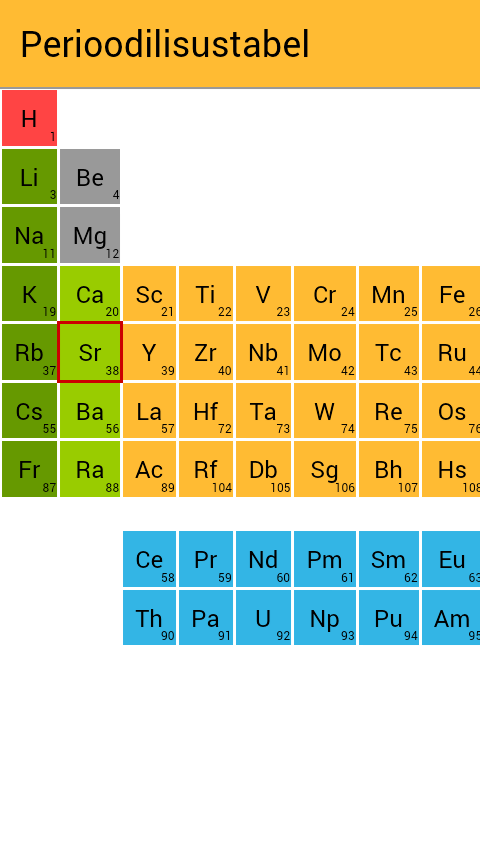 Perioodilisustabel
H 1
Li 3 Be 4
Na 11 Mg 12
K 19 Ca 20 Sc 21 Ti 22 V 23 Cr 24 Mn 25 Fe 26
Rb 37 Sr 38 Y 39 Zr 40 Nb 41 Mo 42 Tc 43 Ru 44
Cs 55 Ba 56 La 57 Hf 72 Ta 73 W 74 Re 75 Os 76
Fr 87 Ra 88 Ac 89 Rf 104 Db 105 Sg 106 Bh 107 Hs 108
Ce 58 Pr 59 Nd 60 Pm 61 Sm 62 Eu 63
Th 90 Pa 91 U 92 Np 93 Pu 94 Am 95